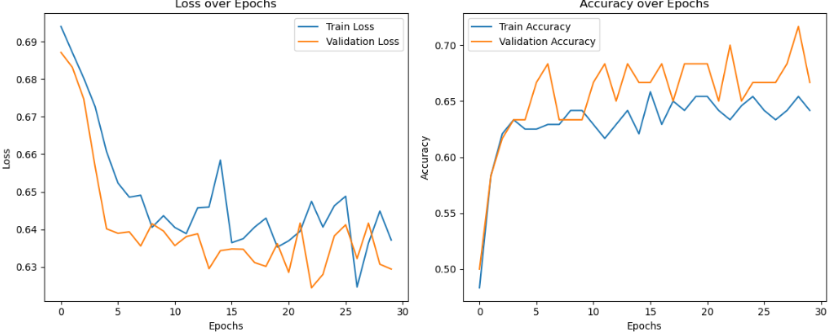 Loss over Epochs
Train Loss
Validation Loss
0.69
0.68
0.67
0.66
0.65
0.64
0.63
Loss
0 5 10 15 20 25 30
Epochs
Accuracy over Epochs
Train Accuracy
Validation Accuracy
0.70
0.65
0.60
0.55
0.50
Accuracy
0 5 10 15 20 25 30
Epochs